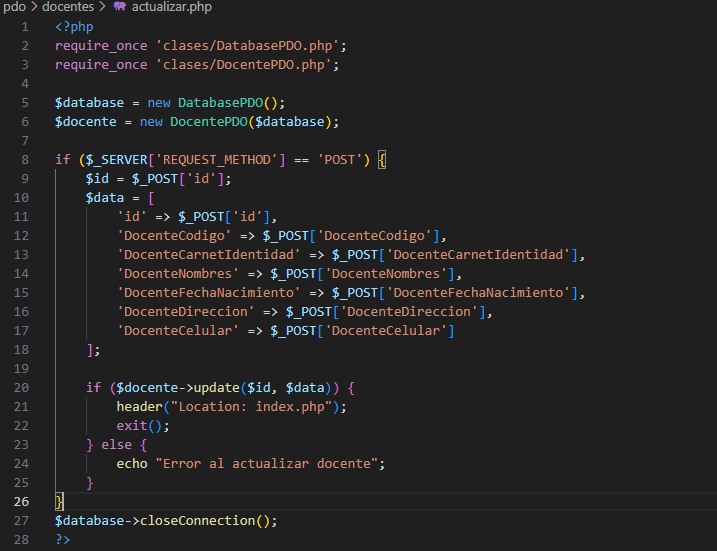 pdo > docentes > actualizar.php
1 <?php
2 require_once 'clases/DatabasePDO.php';
3 require_once 'clases/DocentePDO.php';
4
5 $database = new DatabasePDO();
6 $docente = new DocentePDO($database);
7
8 if ($_SERVER['REQUEST_METHOD'] == 'POST') {
9     $id = $_POST['id'];
10     $data = [
11         'id' => $_POST['id'],
12         'DocenteCodigo' => $_POST['DocenteCodigo'],
13         'DocenteCarnetIdentidad' => $_POST['DocenteCarnetIdentidad'],
14         'DocenteNombres' => $_POST['DocenteNombres'],
15         'DocenteFechaNacimiento' => $_POST['DocenteFechaNacimiento'],
16         'DocenteDireccion' => $_POST['DocenteDireccion'],
17         'DocenteCelular' => $_POST['DocenteCelular']
18     ];
19
20     if ($docente->update($id, $data)) {
21         header("Location: index.php");
22         exit();
23     } else {
24         echo "Error al actualizar docente";
25     }
26 }
27 $database->closeConnection();
28 ?>